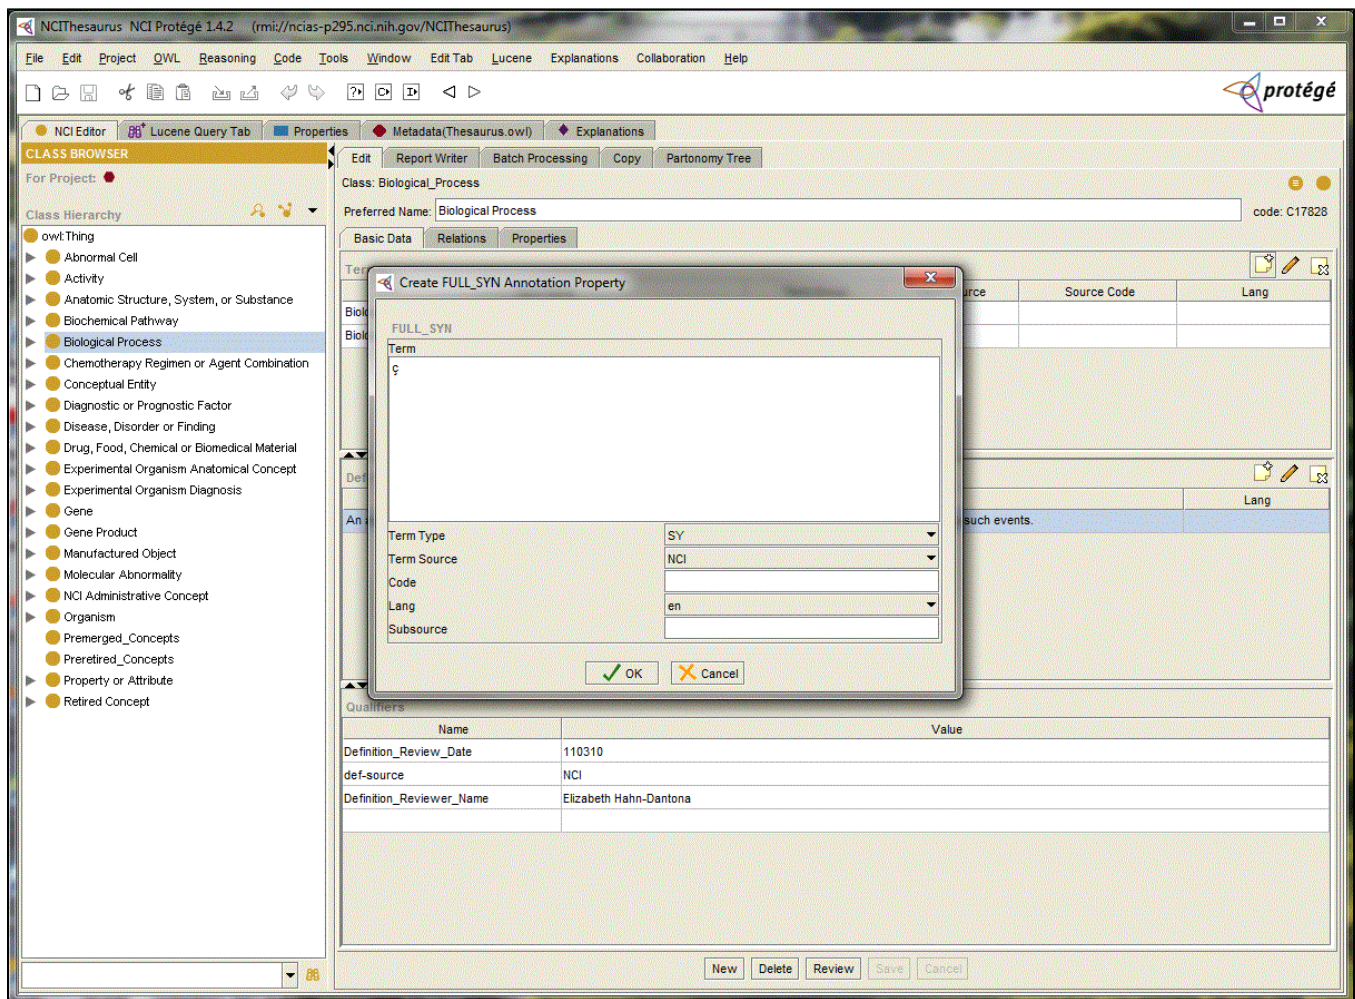 NCIThesaurus NCI Protégé 1.4.2 (rmi://ncias-p295.nci.nih.gov/NCIThesaurus)
File Edit Project OWL Reasoning Code Tools Window Edit Tab Lucene Explanations Collaboration Help
protégé
NCI Editor Lucene Query Tab Properties Metadata(Thesaurus.owl) Explanations
CLASS BROWSER
For Project:
Class Hierarchy
owl:Thing
Abnormal Cell
Activity
Anatomic Structure, System, or Substance
Biochemical Pathway
Biological Process
Chemotherapy Regimen or Agent Combination
Conceptual Entity
Diagnostic or Prognostic Factor
Disease, Disorder or Finding
Drug, Food, Chemical or Biomedical Material
Experimental Organism Anatomical Concept
Experimental Organism Diagnosis
Gene
Gene Product
Manufactured Object
Molecular Abnormality
NCI Administrative Concept
Organism
Premerged_Concepts
Preretired_Concepts
Property or Attribute
Retired Concept
Edit Report Writer Batch Processing Copy Partonomy Tree
Class: Biological_Process
Preferred Name: Biological Process code: C17828
Basic Data Relations Properties
Source Code Lang
Create FULL_SYN Annotation Property
FULL_SYN
Term
ç
Term Type SY
Term Source NCI
Code
Lang en
Subsource
OK Cancel
Lang
An such events.
Qualifiers
Name Value
Definition_Review_Date 110310
def-source NCI
Definition_Reviewer_Name Elizabeth Hahn-Dantona
New Delete Review Save Cancel